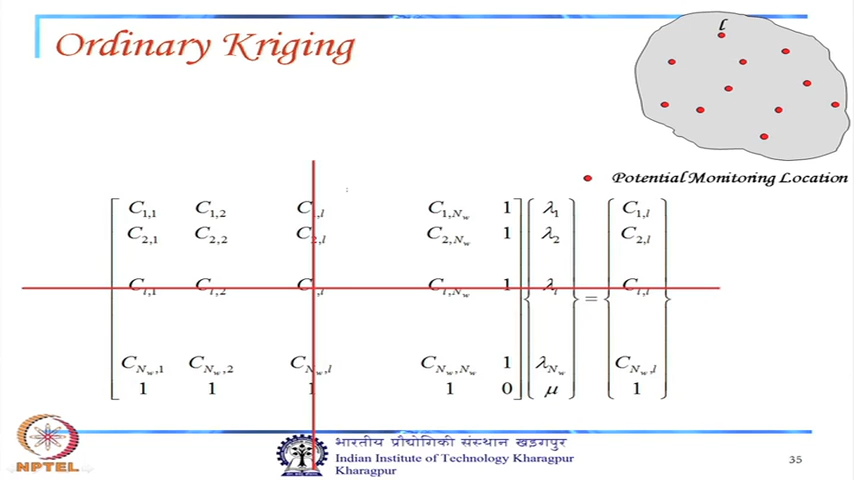 Ordinary Kriging
l
Potential Monitoring Location
C1,1 C1,2 C1,l C1,Nw 1 λ1 C1,l
C2,1 C2,2 C2,l C2,Nw 1 λ2 C2,l
Cl,1 Cl,2 Cl,l Cl,Nw 1 λl = Cl,l
CNw,1 CNw,2 CNw,l CNw,Nw 1 λNw CNw,l
1 1 1 1 0 μ 1
भारतीय प्रौद्योगिकी संस्थान खड़गपुर
Indian Institute of Technology Kharagpur
Kharagpur
35
NPTEL